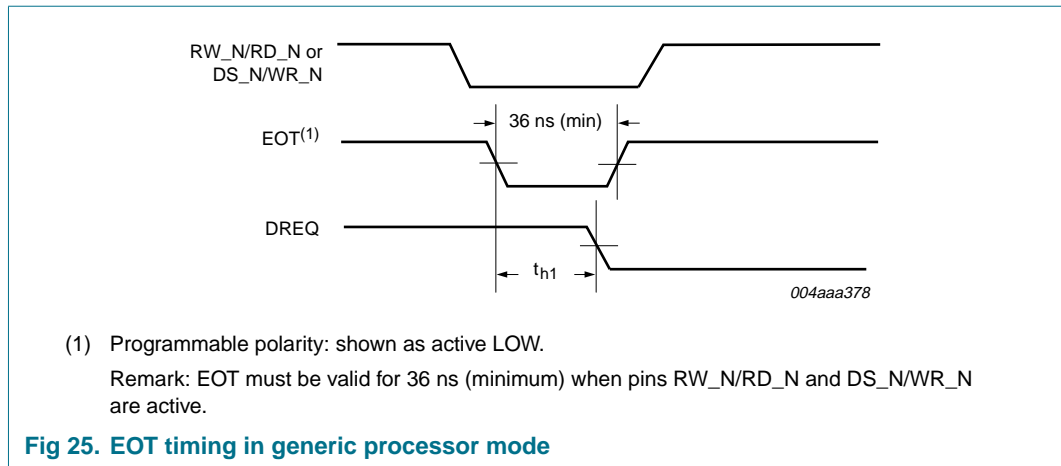 RW_N/RD_N or
DS_N/WR_N
36 ns (min)
EOT(1)
DREQ
th1
004aaa378
(1) Programmable polarity: shown as active LOW.
Remark: EOT must be valid for 36 ns (minimum) when pins RW_N/RD_N and DS_N/WR_N
are active.
Fig 25. EOT timing in generic processor mode